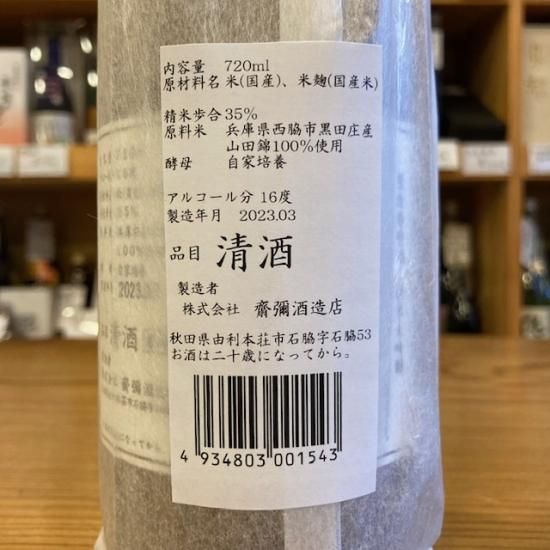 内容量 720ml
原材料名 米(国産)、米麹(国産米)
精米歩合 35%
原料米 兵庫県西脇市黒田庄産
山田錦100%使用
酵母 自家培養
アルコール分 16度
製造年月 2023.03
品目 清酒
製造者
株式会社 齋彌酒造店
秋田県由利本荘市石脇字石脇53
お酒は二十歳になってから。
4 934803 001543